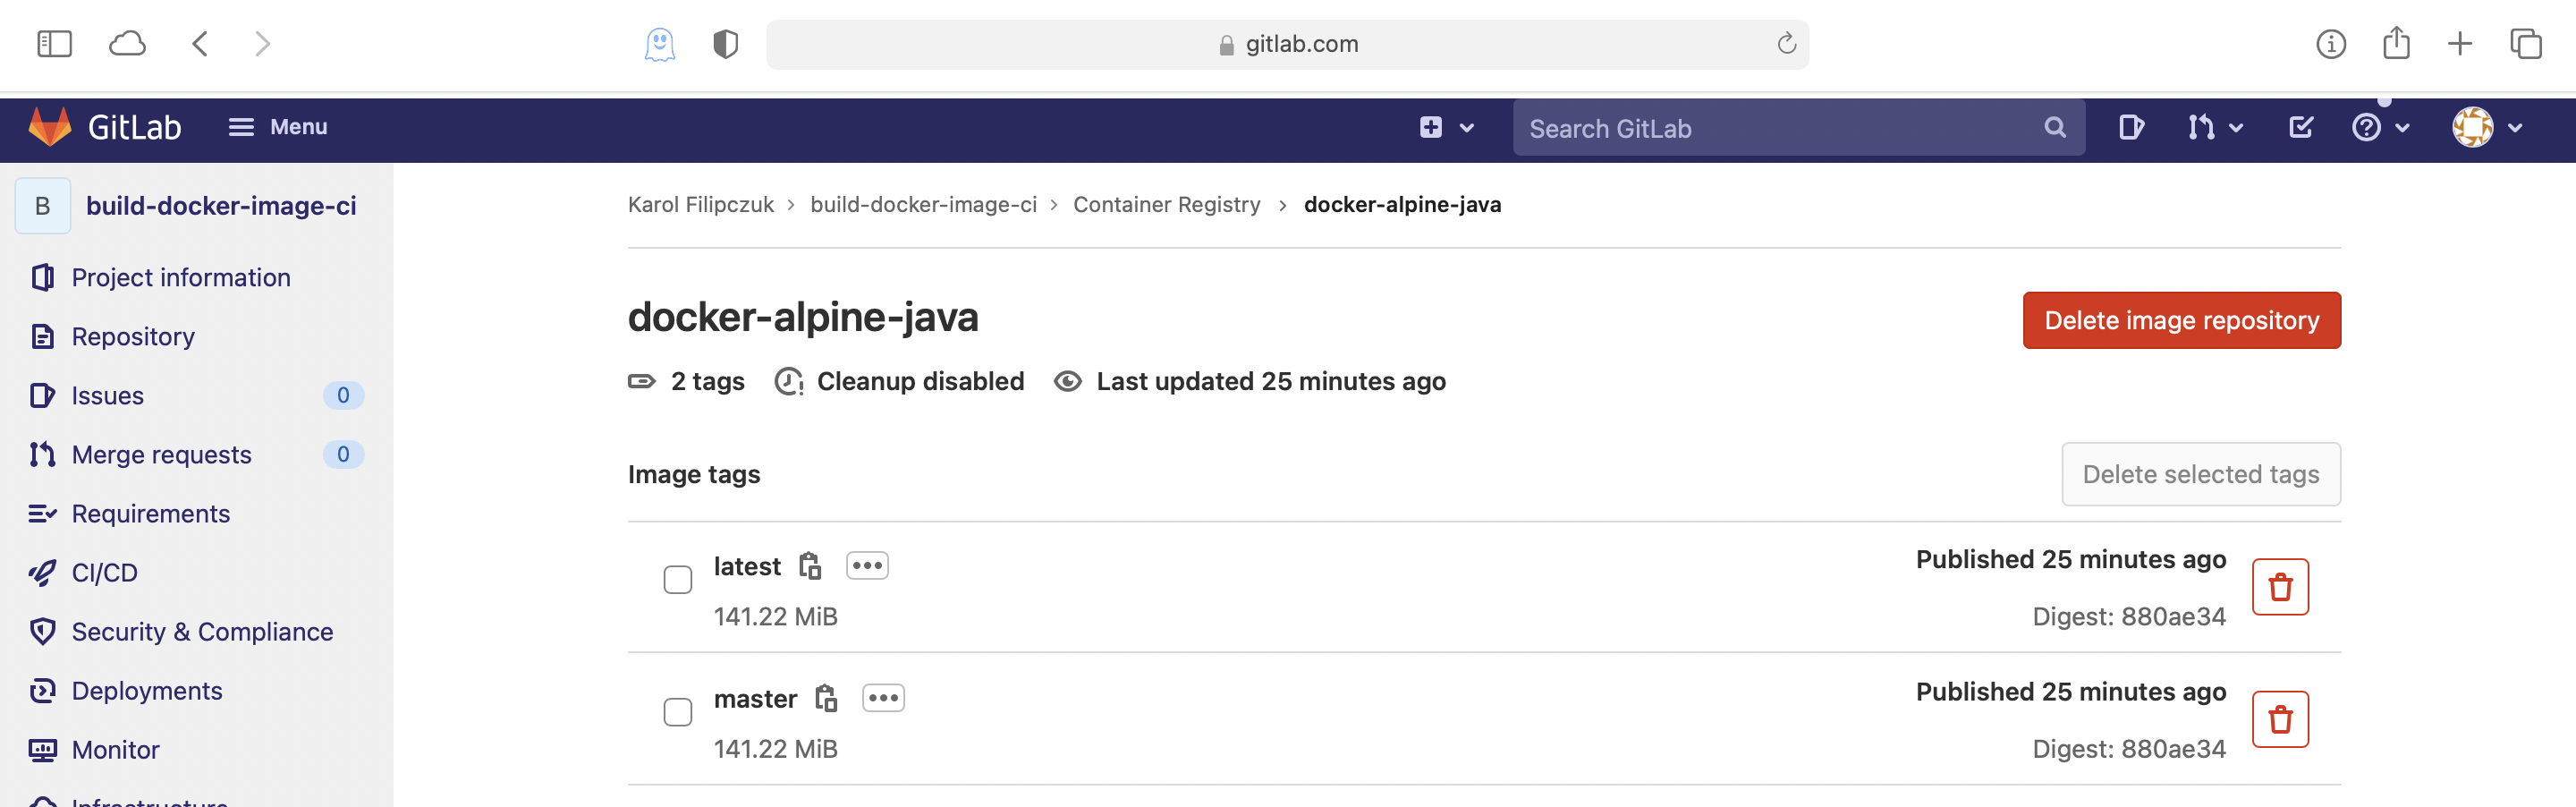 gitlab.com
GitLab Menu Search GitLab
B build-docker-image-ci
Project information
Repository
Issues 0
Merge requests 0
Requirements
CI/CD
Security & Compliance
Deployments
Monitor
Infrastructure
Karol Filipczuk > build-docker-image-ci > Container Registry > docker-alpine-java
docker-alpine-java
Delete image repository
2 tags Cleanup disabled Last updated 25 minutes ago
Image tags
Delete selected tags
latest
141.22 MiB
Published 25 minutes ago
Digest: 880ae34
master
141.22 MiB
Published 25 minutes ago
Digest: 880ae34